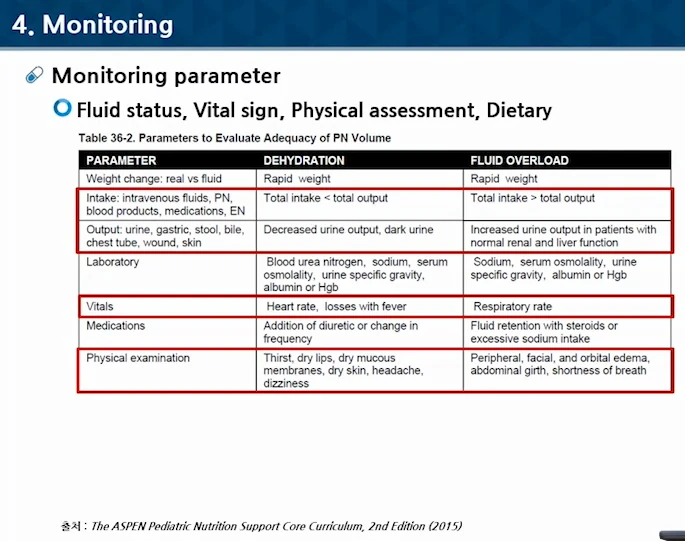 4. Monitoring
Monitoring parameter
Fluid status, Vital sign, Physical assessment, Dietary
Table 36-2. Parameters to Evaluate Adequacy of PN Volume
PARAMETER DEHYDRATION FLUID OVERLOAD
Weight change: real vs fluid Rapid weight Rapid weight
Intake: intravenous fluids, PN, Total intake < total output Total intake > total output
blood products, medications, EN
Output: urine, gastric, stool, bile, Decreased urine output, dark urine Increased urine output in patients with
chest tube, wound, skin normal renal and liver function
Laboratory Blood urea nitrogen, sodium, serum Sodium, serum osmolality, urine
osmolality, urine specific gravity, specific gravity, albumin or Hgb
albumin or Hgb
Vitals Heart rate, losses with fever Respiratory rate
Medications Addition of diuretic or change in Fluid retention with steroids or
frequency excessive sodium intake
Physical examination Thirst, dry lips, dry mucous Peripheral, facial, and orbital edema,
membranes, dry skin, headache, abdominal girth, shortness of breath
dizziness
출처 : The ASPEN Pediatric Nutrition Support Core Curriculum, 2nd Edition (2015)